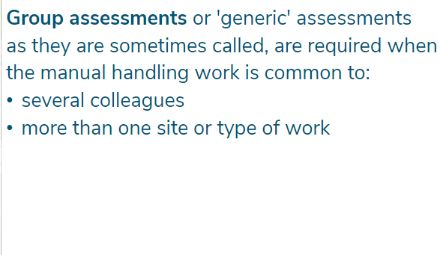 Group assessments or 'generic' assessments
as they are sometimes called, are required when
the manual handling work is common to:
• several colleagues
• more than one site or type of work